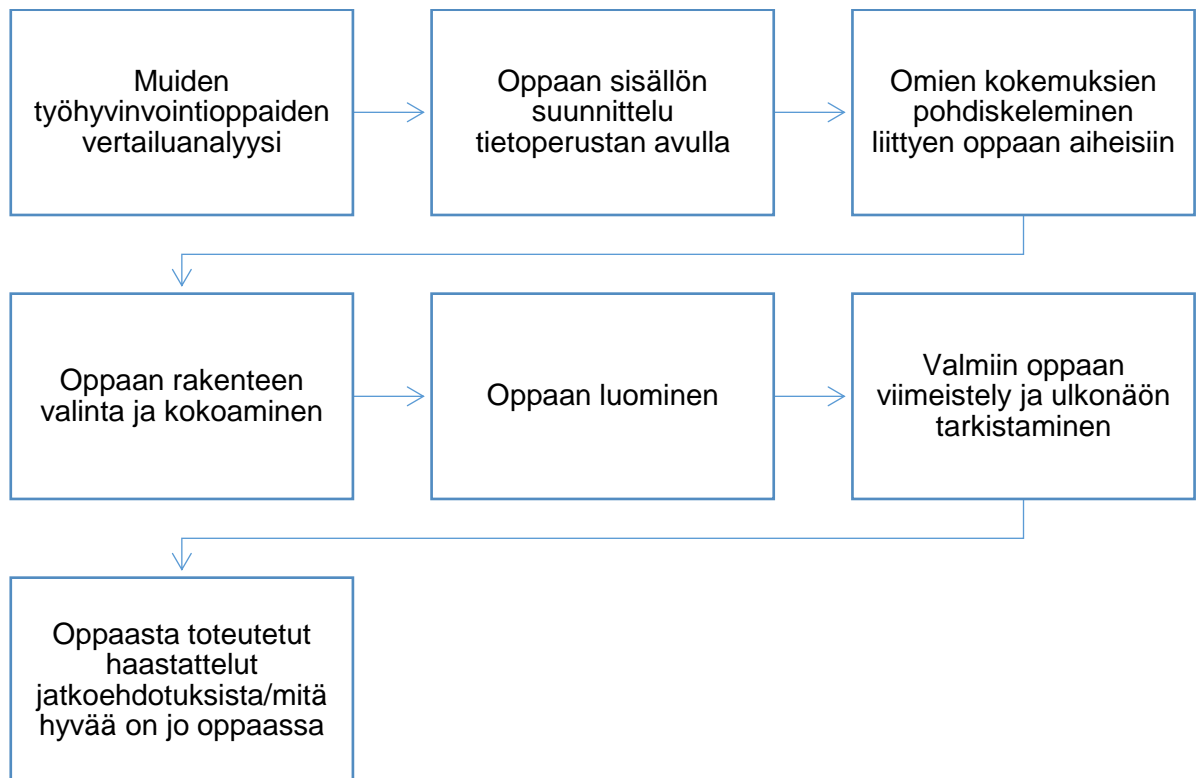 Muiden
työhyvinvointioppaiden
vertailuanalyysi
Oppaan sisällön
suunnittelu
tietoperustan avulla
Omien kokemuksien
pohdiskeleminen
liittyen oppaan aiheisiin
Oppaan rakenteen
valinta ja kokoaminen
Oppaan luominen
Valmiin oppaan
viimeistely ja ulkonäön
tarkistaminen
Oppaasta toteutetut
haastattelut
jatkoehdotuksista/mitä
hyvää on jo oppaassa